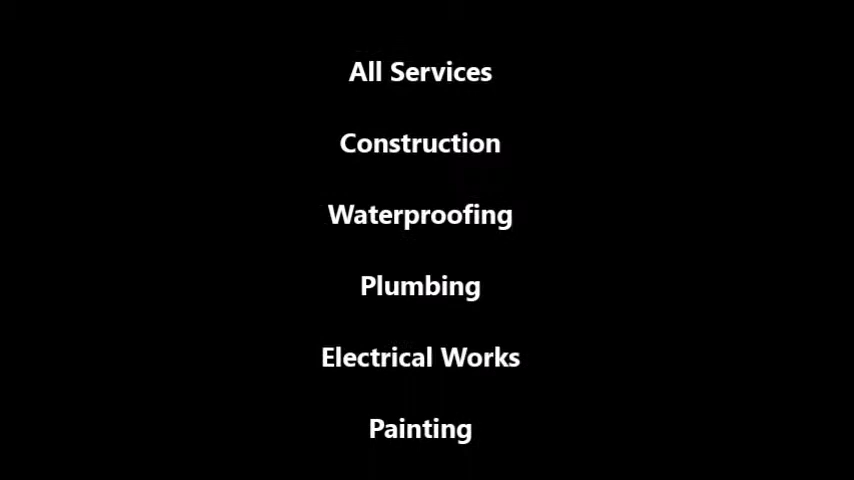 All Services
Construction
Waterproofing
Plumbing
Electrical Works
Painting